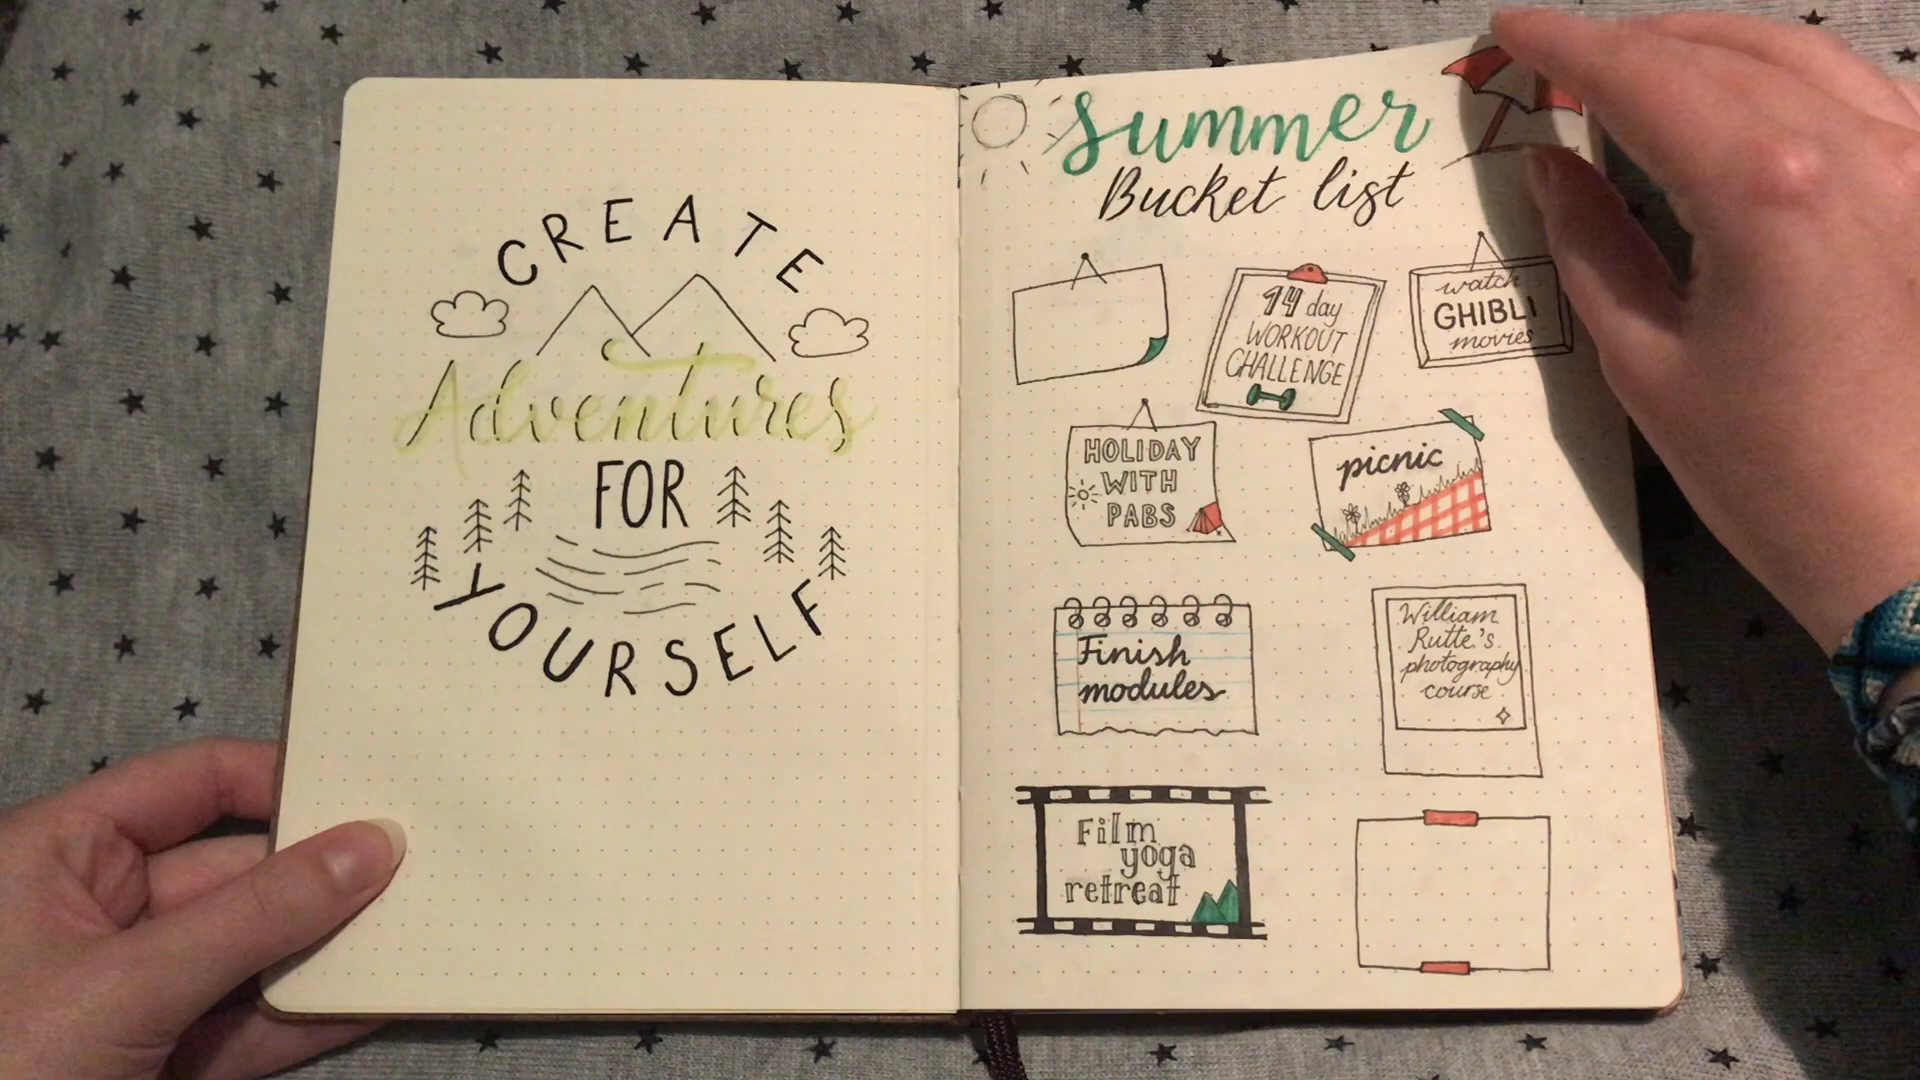 CREATE
Adventures
FOR
YOURSELF
Summer
Bucket list
14 day
WORKOUT
CHALLENGE
watch
GHIBLI
movies
HOLIDAY
WITH
PABS
picnic
Finish
modules
William
Rutte's
photography
course
Film
yoga
retreat